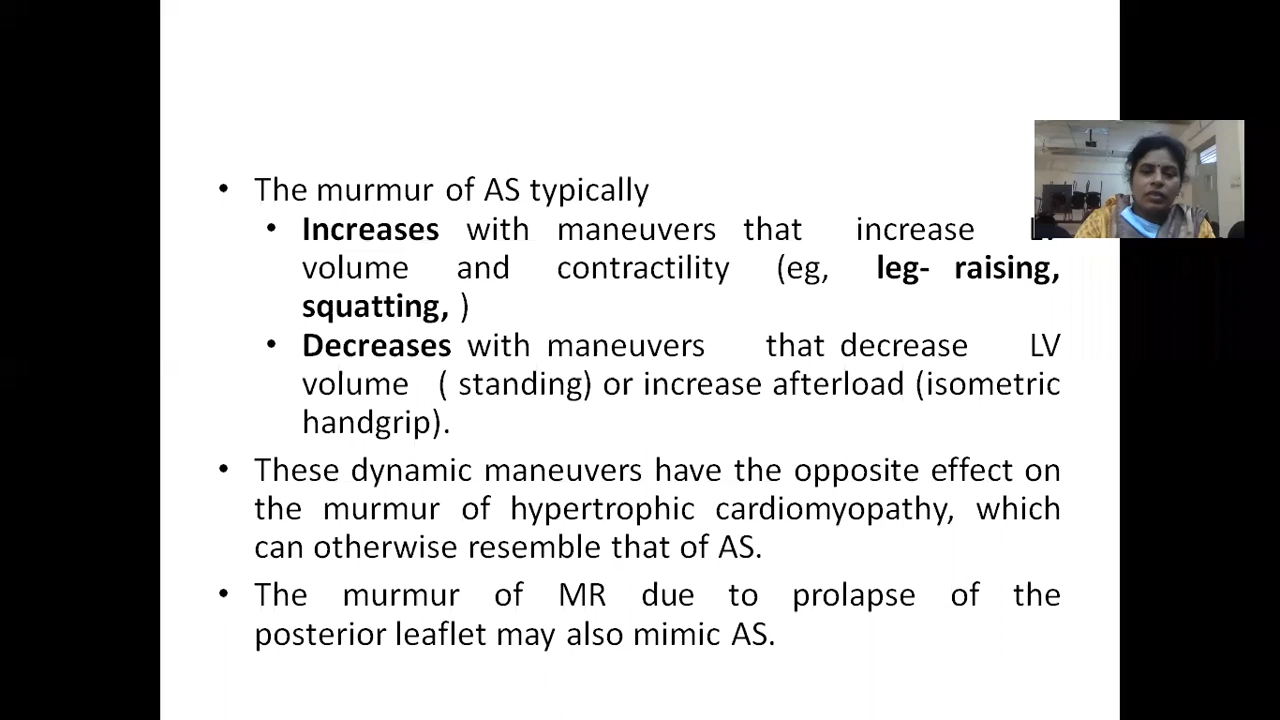 • The murmur of AS typically
• Increases with maneuvers that increase
volume and contractility (eg, leg- raising,
squatting, )
• Decreases with maneuvers that decrease LV
volume ( standing) or increase afterload (isometric
handgrip).
• These dynamic maneuvers have the opposite effect on
the murmur of hypertrophic cardiomyopathy, which
can otherwise resemble that of AS.
• The murmur of MR due to prolapse of the
posterior leaflet may also mimic AS.